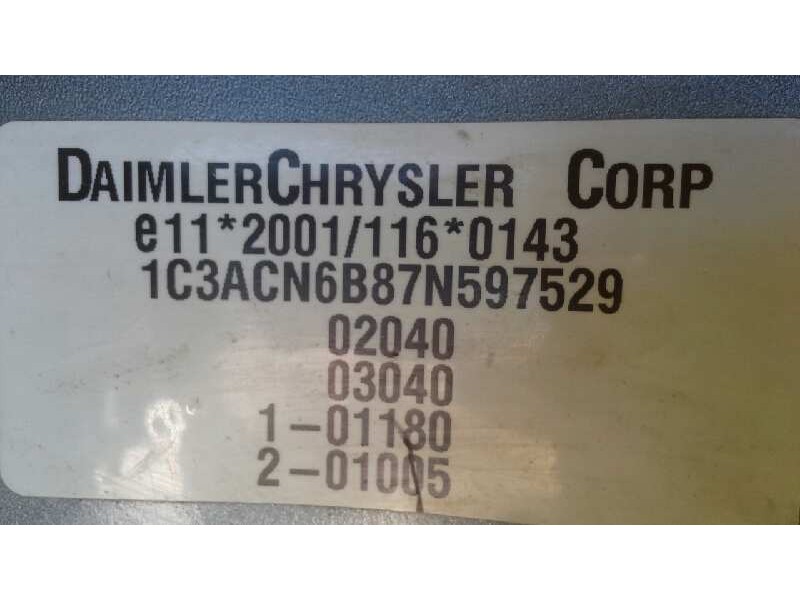 DAIMLERCHRYSLER CORP
e11*2001/116*0143
1C3ACN6B87N597529
02040
03040
1-01180
2-01005